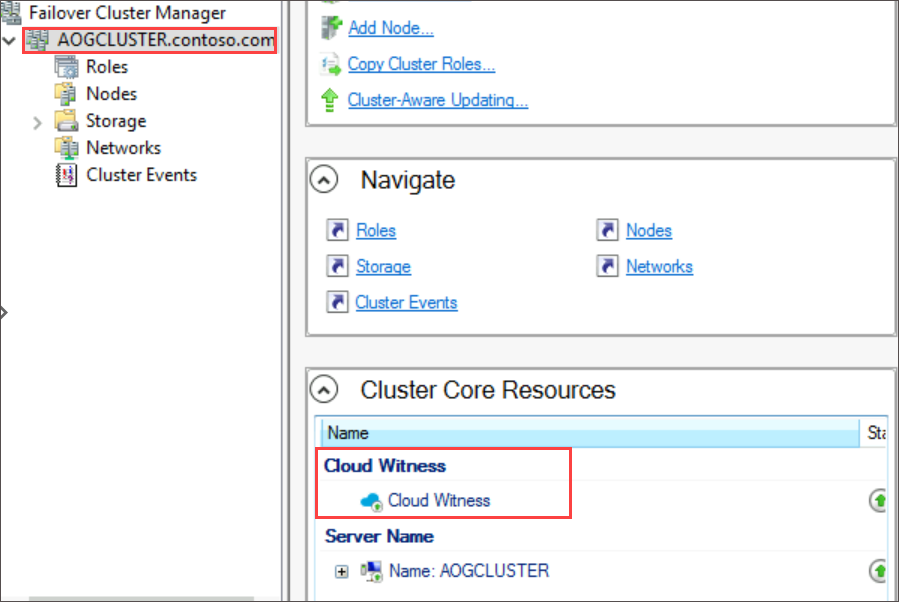 Failover Cluster Manager
AOGCLUSTER.contoso.com
Roles
Nodes
Storage
Networks
Cluster Events
Add Node...
Copy Cluster Roles...
Cluster-Aware Updating...
Navigate
Roles
Nodes
Storage
Networks
Cluster Events
Cluster Core Resources
Name
Cloud Witness
Cloud Witness
Server Name
Name: AOGCLUSTER